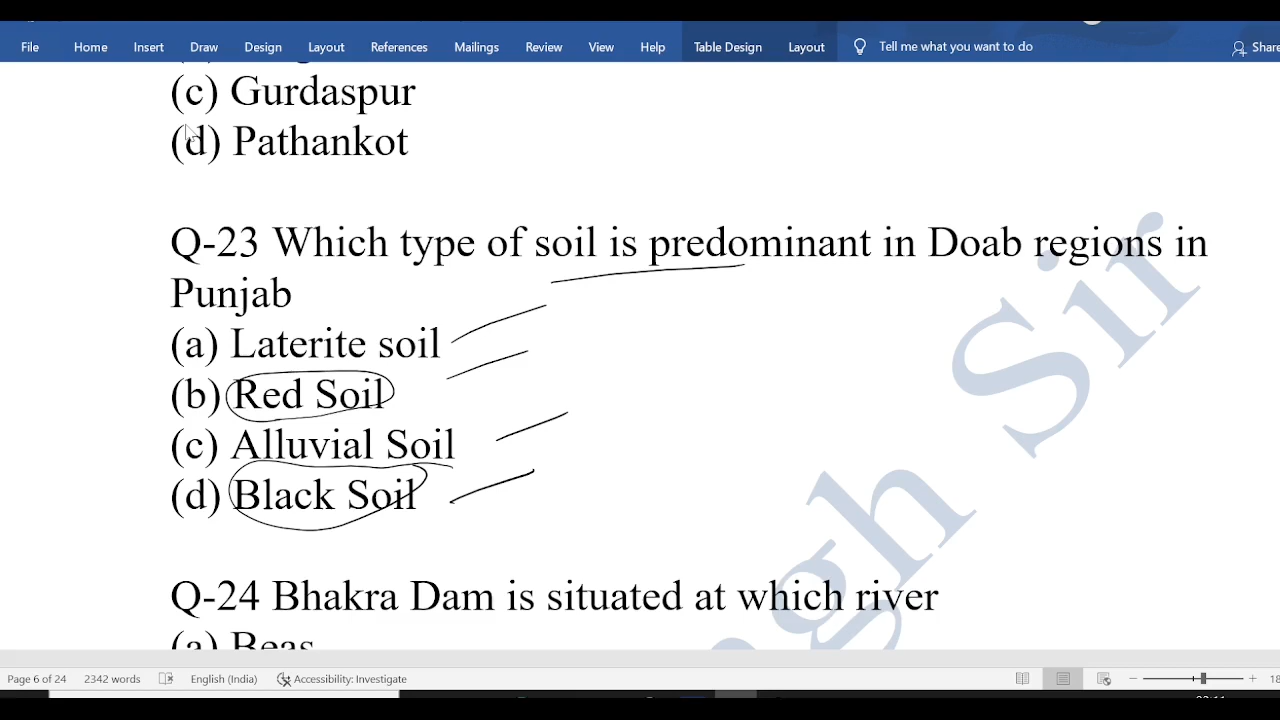 File Home Insert Draw Design Layout References Mailings Review View Help Table Design Layout Tell me what you want to do Share
(c) Gurdaspur
(d) Pathankot
Q-23 Which type of soil is predominant in Doab regions in
Punjab
(a) Laterite soil
(b) Red Soil
(c) Alluvial Soil
(d) Black Soil
Q-24 Bhakra Dam is situated at which river
(a) Beas
Sir
Page 6 of 24 2342 words English (India) Accessibility: Investigate